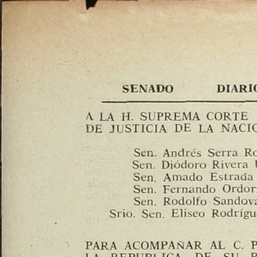 SENADO DIARIO
A LA H. SUPREMA CORTE
DE JUSTICIA DE LA NACIO
Sen. Andrés Serra Ro
Sen. Diódoro Rivera
Sen. Amado Estrada
Sen. Fernando Ordor
Sen. Rodolfo Sandova
Srio. Sen. Eliseo Rodrígu
PARA ACOMPAÑAR AL C. P
LA REPUBLICA DE SU